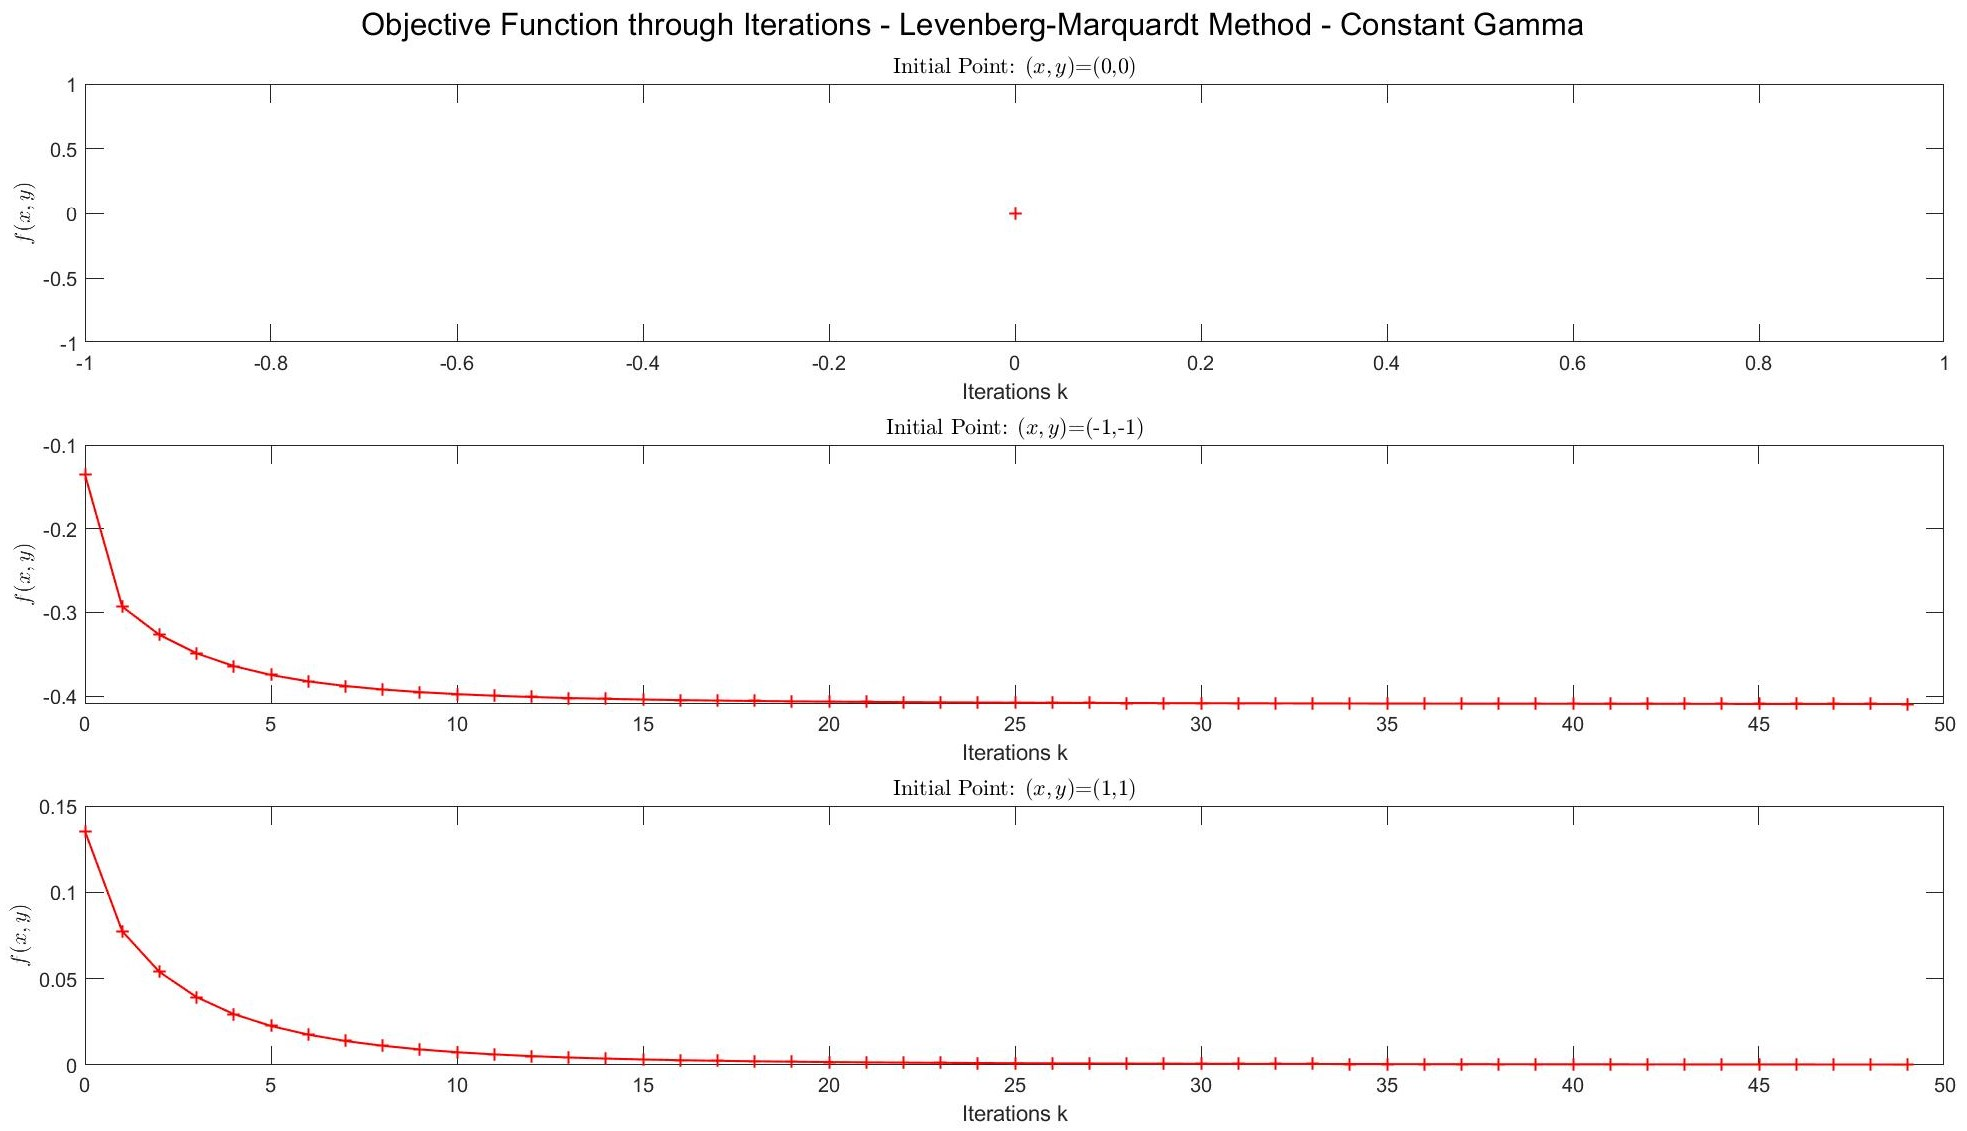 Objective Function through Iterations - Levenberg-Marquardt Method - Constant Gamma
Initial Point: (x, y)=(0,0)
1
0.5
0
-0.5
-1
f(x, y)
-1 -0.8 -0.6 -0.4 -0.2 0 0.2 0.4 0.6 0.8 1
Iterations k
Initial Point: (x, y)=(-1,-1)
-0.1
-0.2
-0.3
-0.4
f(x, y)
0 5 10 15 20 25 30 35 40 45 50
Iterations k
Initial Point: (x, y)=(1,1)
0.15
0.1
0.05
0
f(x, y)
0 5 10 15 20 25 30 35 40 45 50
Iterations k